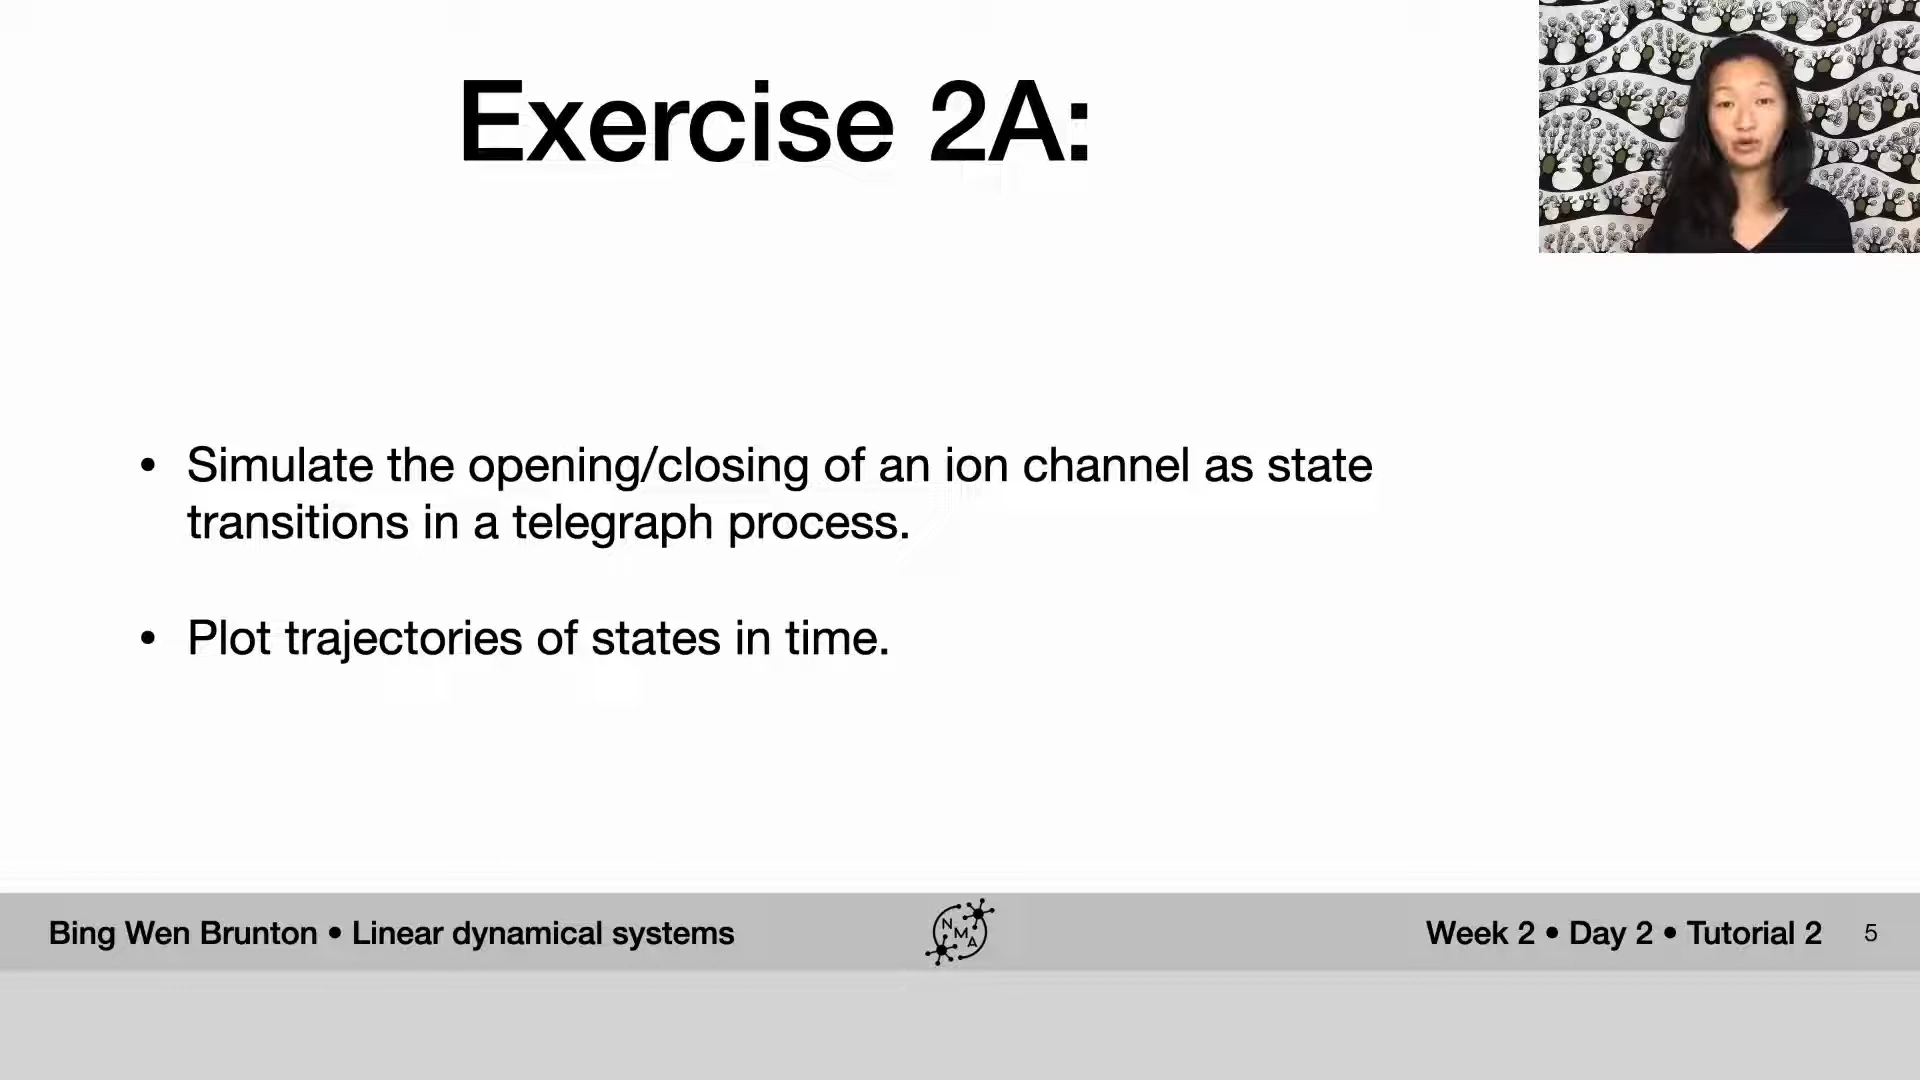 Exercise 2A:
• Simulate the opening/closing of an ion channel as state
transitions in a telegraph process.
• Plot trajectories of states in time.
Bing Wen Brunton • Linear dynamical systems
NMA
Week 2 • Day 2 • Tutorial 2
5